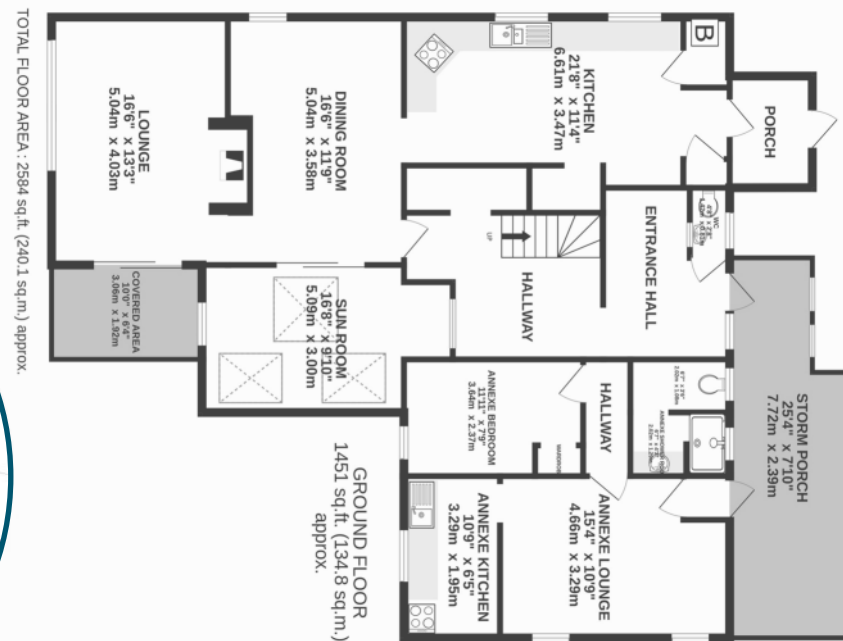 PORCH
STORM PORCH
25'4" x 7'10"
7.72m x 2.39m
B
WC
ENTRANCE HALL
ANNEXE SHOWER ROOM
KITCHEN
21'8" x 11'4"
6.61m x 3.47m
HALLWAY
ANNEXE LOUNGE
15'4" x 10'9"
4.66m x 3.29m
UP
HALLWAY
WARDROBE
ANNEXE BEDROOM
11'11" x 7'9"
3.64m x 2.37m
ANNEXE KITCHEN
10'9" x 6'5"
3.29m x 1.95m
DINING ROOM
16'6" x 11'9"
5.04m x 3.58m
SUN ROOM
16'8" x 9'10"
5.09m x 3.00m
GROUND FLOOR
1451 sq.ft. (134.8 sq.m.) approx.
LOUNGE
16'6" x 13'3"
5.04m x 4.03m
COVERED AREA
10'0" x 6'4"
3.06m x 1.92m
TOTAL FLOOR AREA : 2584 sq.ft. (240.1 sq.m.) approx.